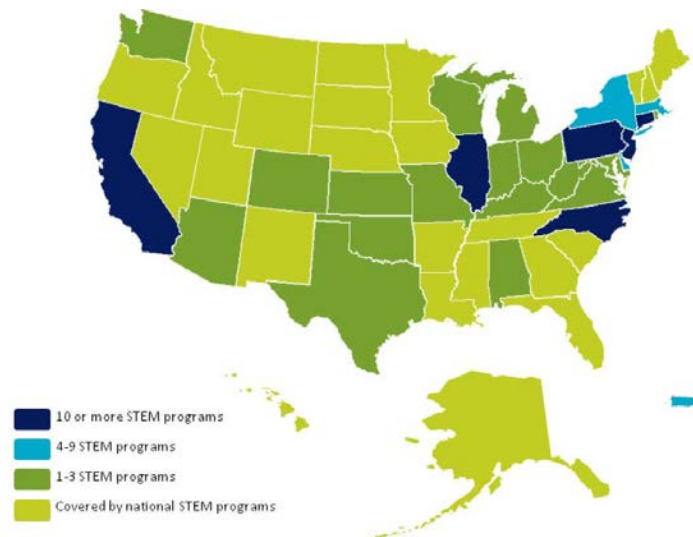 10 or more STEM programs
4-9 STEM programs
1-3 STEM programs
Covered by national STEM programs